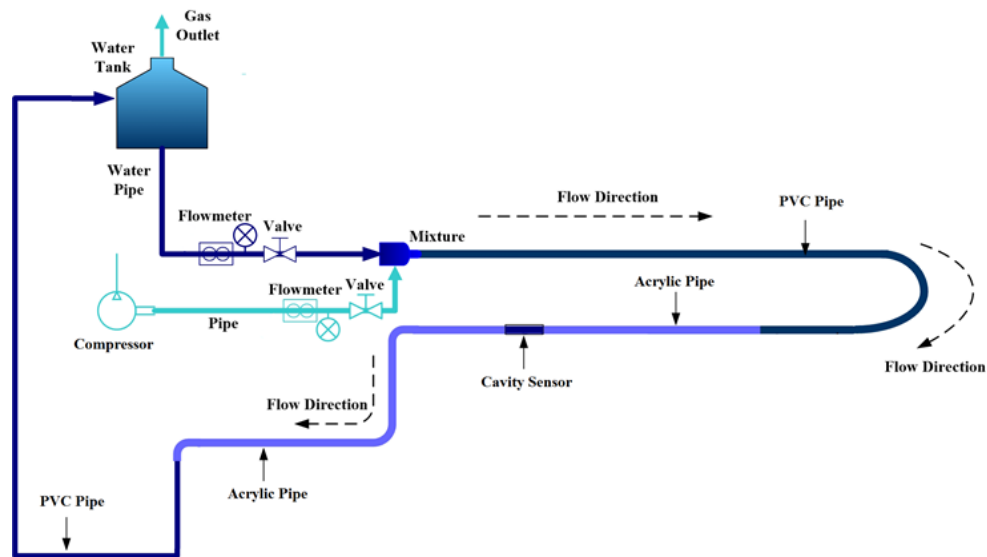 Gas
Outlet
Water
Tank
Water
Pipe
Flowmeter
Valve
Mixture
Flow Direction
PVC Pipe
Flowmeter
Valve
Pipe
Compressor
Acrylic Pipe
Cavity Sensor
Flow Direction
Flow Direction
Acrylic Pipe
PVC Pipe